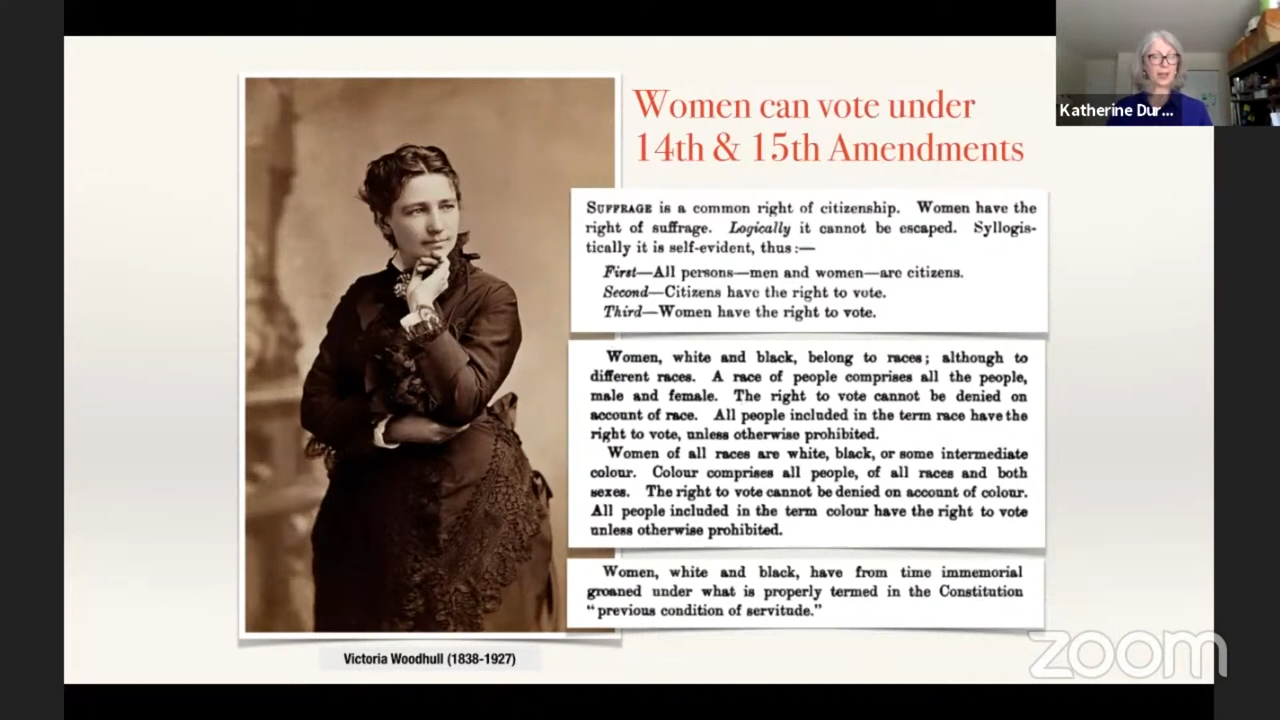 Women can vote under
14th & 15th Amendments
Katherine Dur...
SUFFRAGE is a common right of citizenship. Women have the
right of suffrage. Logically it cannot be escaped. Syllogis-
tically it is self-evident, thus:—
First—All persons—men and women—are citizens.
Second—Citizens have the right to vote.
Third—Women have the right to vote.
Women, white and black, belong to races; although to
different races. A race of people comprises all the people,
male and female. The right to vote cannot be denied on
account of race. All people included in the term race have the
right to vote, unless otherwise prohibited.
Women of all races are white, black, or some intermediate
colour. Colour comprises all people, of all races and both
sexes. The right to vote cannot be denied on account of colour.
All people included in the term colour have the right to vote
unless otherwise prohibited.
Women, white and black, have from time immemorial
groaned under what is properly termed in the Constitution
"previous condition of servitude."
Victoria Woodhull (1838-1927)
zoom